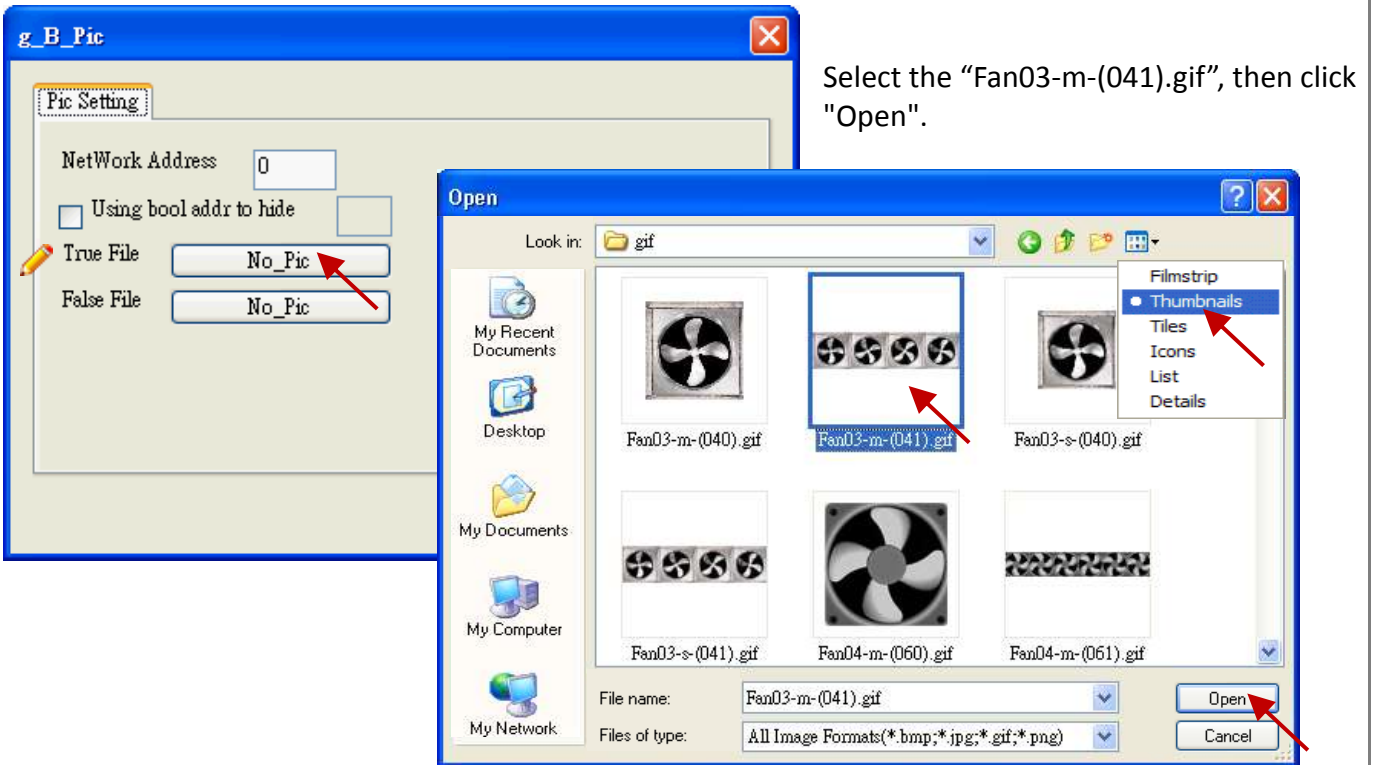 g_B_Pic
Select the “Fan03-m-(041).gif”, then click
"Open".
Pic Setting
NetWork Address 0
Using bool addr to hide
True File No_Pic
False File No_Pic
Open
Look in: gif
Filmstrip
Thumbnails
Tiles
Icons
List
Details
My Recent
Documents
Desktop
My Documents
My Computer
My Network
Fan03-m-(040).gif Fan03-m-(041).gif Fan03-s-(040).gif
Fan03-s-(041).gif Fan04-m-(060).gif Fan04-m-(061).gif
File name: Fan03-m-(041).gif Open
Files of type: All Image Formats(*.bmp;*.jpg;*.gif;*.png) Cancel